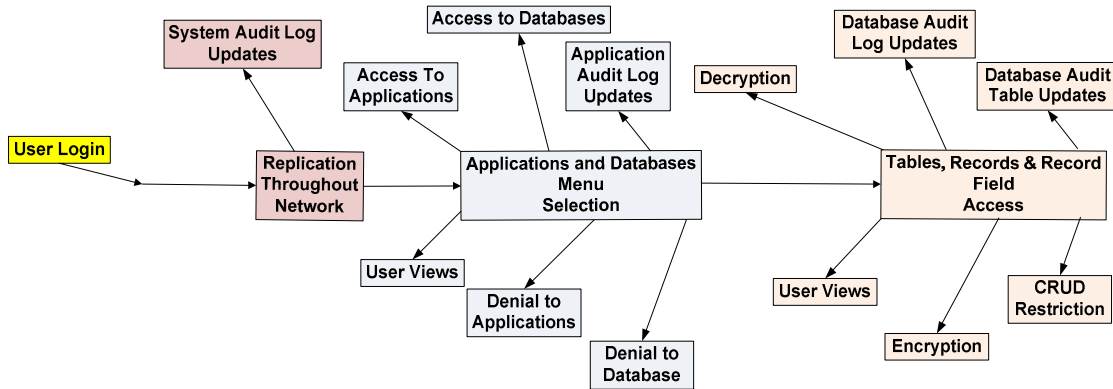 User Login
System Audit Log
Updates
Replication
Throughout
Network
Access to Databases
Access To
Applications
Application
Audit Log
Updates
Applications and Databases
Menu
Selection
User Views
Denial to
Applications
Denial to
Database
Decryption
Database Audit
Log Updates
Database Audit
Table Updates
Tables, Records & Record
Field
Access
User Views
Encryption
CRUD
Restriction